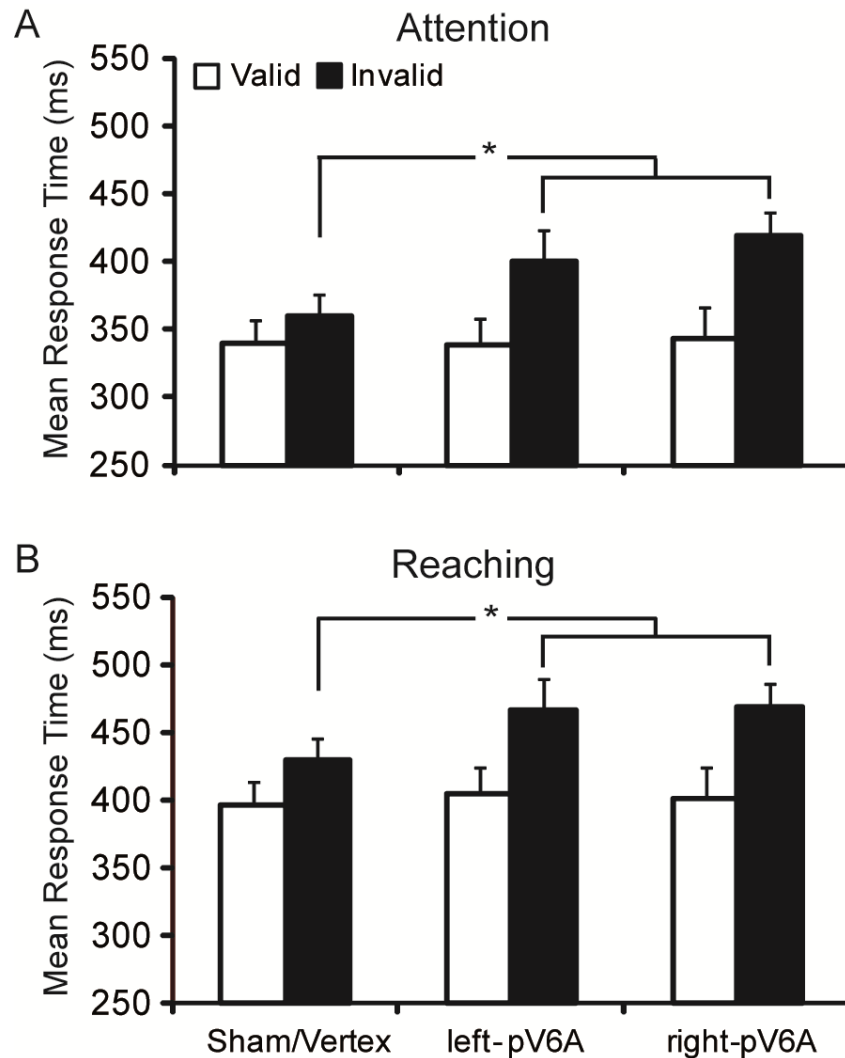 A
Attention
Mean Response Time (ms)
550
500
450
400
350
300
250
Valid
Invalid
*
B
Reaching
Mean Response Time (ms)
550
500
450
400
350
300
250
*
Sham/Vertex left-pV6A right-pV6A